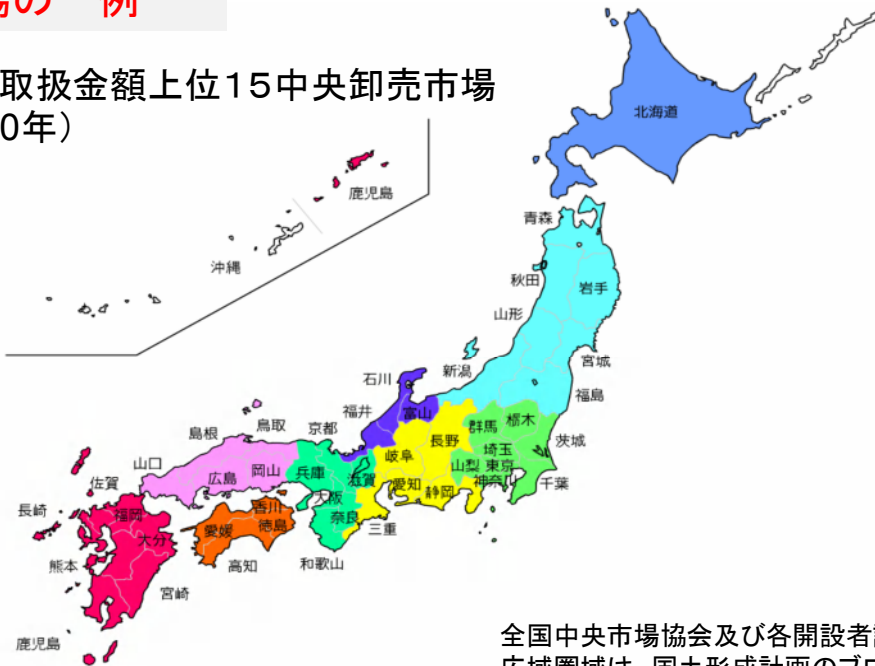 場の一例
取扱金額上位15中央卸売市場
0年）
北海道
鹿児島
沖縄
青森
秋田
岩手
山形
宮城
新潟
福島
石川
富山
福井
群馬
栃木
茨城
長野
埼玉
岐阜
山梨
東京
神奈川
千葉
愛知
静岡
三重
鳥取
京都
島根
兵庫
滋賀
岡山
広島
山口
大阪
奈良
和歌山
香川
徳島
愛媛
高知
佐賀
長崎
福岡
大分
熊本
宮崎
鹿児島
全国中央市場協会及び各開設者